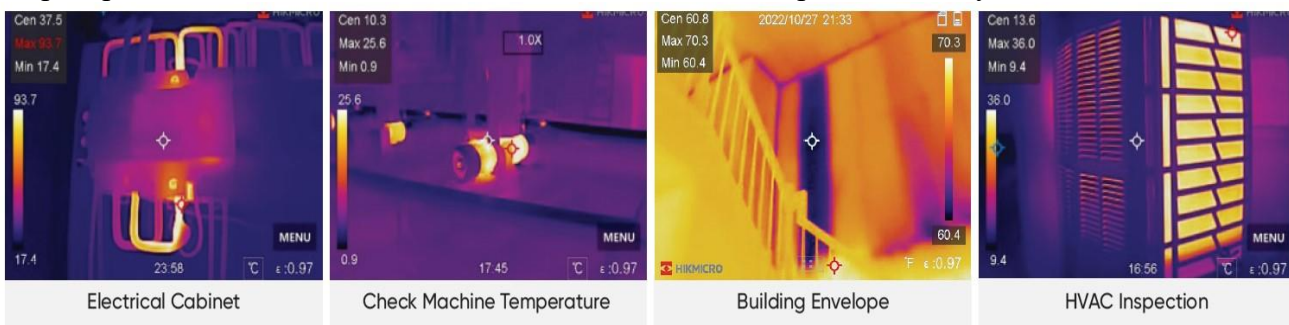 Cen 37.5
Max 93.7
Min 17.4
93.7
17.4
23:58
°C ε:0.97
MENU
HIKMICRO
Electrical Cabinet
Cen 10.3
Max 25.6
Min 0.9
1.0X
25.6
0.9
17:45
°C ε:0.97
MENU
HIKMICRO
Check Machine Temperature
Cen 60.8
Max 70.3
Min 60.4
2022/10/27 21:33
70.3
60.4
HIKMICRO
°F ε:0.97
Building Envelope
Cen 13.6
Max 36.0
Min 9.4
36.0
9.4
16:56
°C ε:0.97
MENU
HIKMICRO
HVAC Inspection